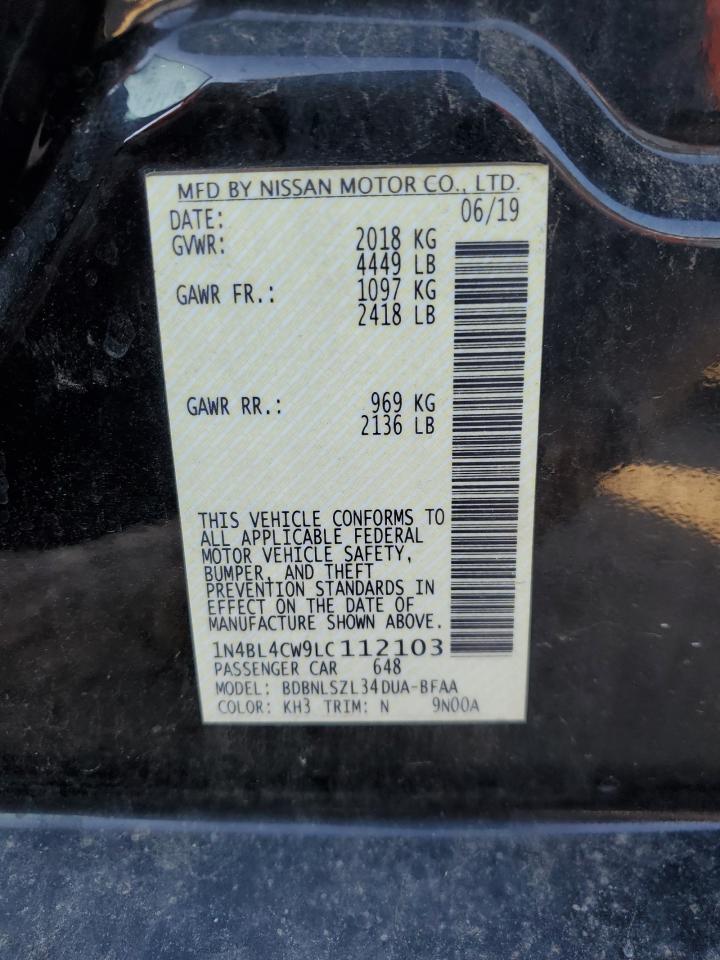 MFD BY NISSAN MOTOR CO., LTD.
DATE: 06/19
GVWR: 2018 KG
4449 LB
GAWR FR.: 1097 KG
2418 LB
GAWR RR.: 969 KG
2136 LB
THIS VEHICLE CONFORMS TO
ALL APPLICABLE FEDERAL
MOTOR VEHICLE SAFETY,
BUMPER, AND THEFT
PREVENTION STANDARDS IN
EFFECT ON THE DATE OF
MANUFACTURE SHOWN ABOVE.
1N4BL4CW9LC112103
PASSENGER CAR 648
MODEL: BDBNLSZL34DUA-BFAA
COLOR: KH3 TRIM: N 9N00A